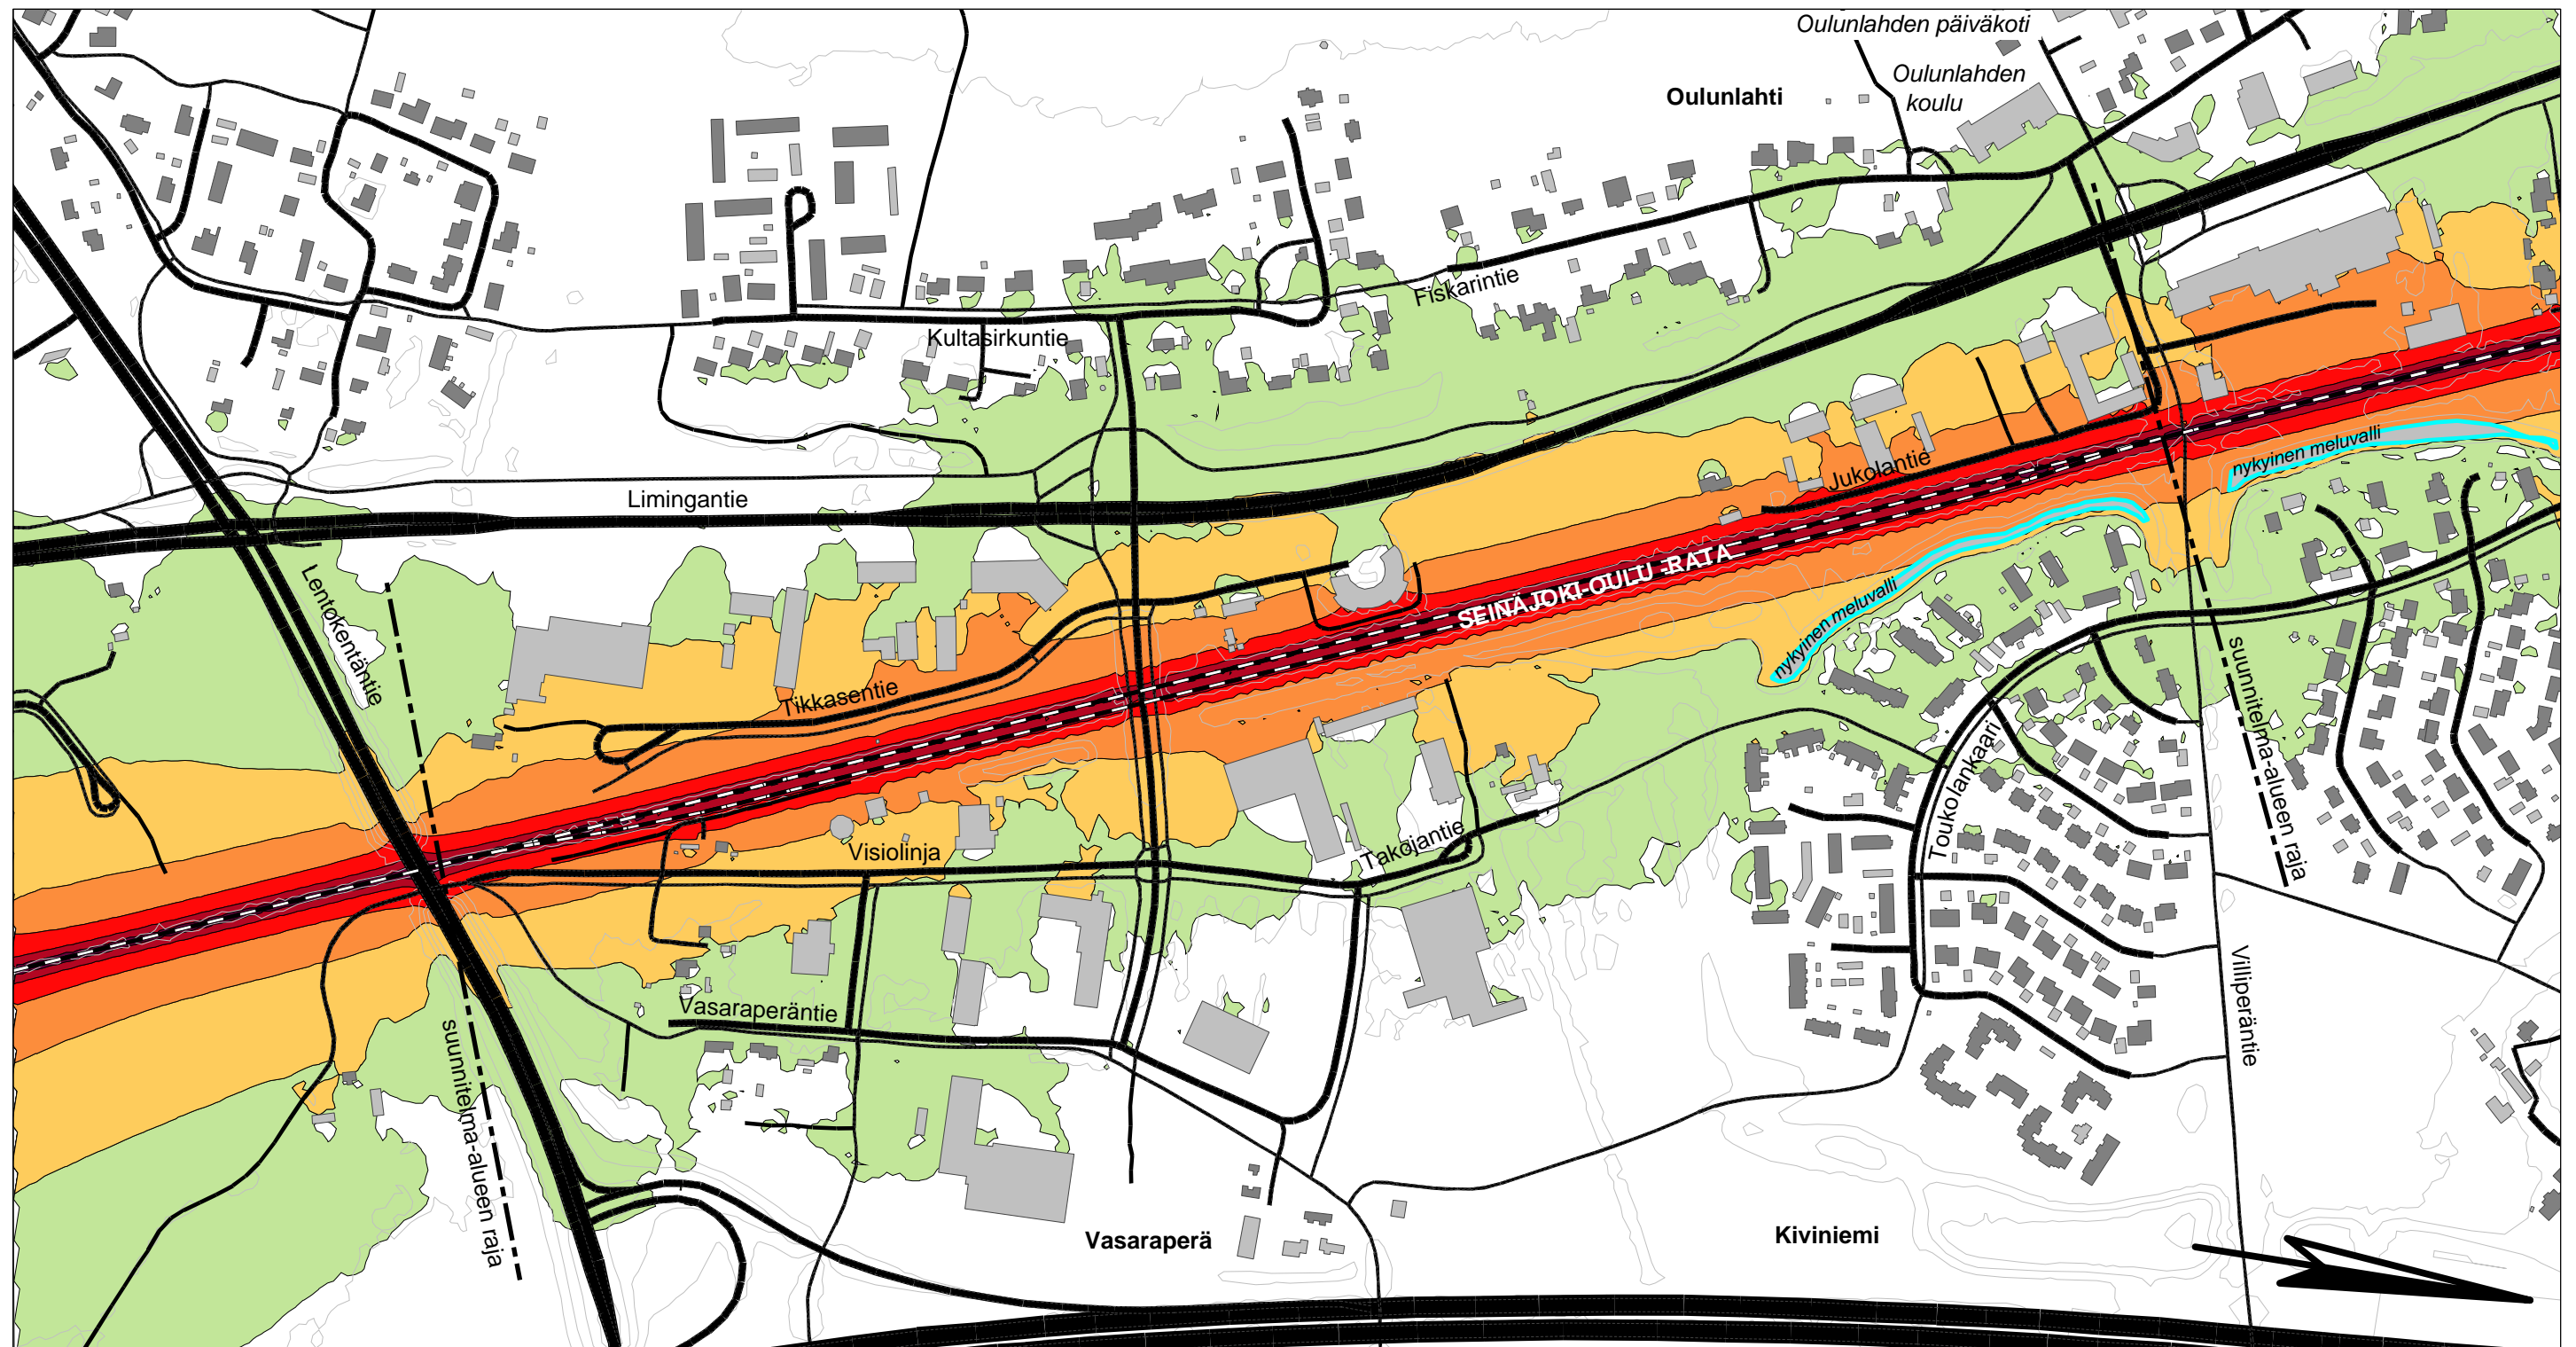 Oulunlahden päiväkoti
Oulunlahden
koulu
Oulunlahti
Fiskarintie
Kultasirkuntie
Limingantie
Jukolantie
nykyinen meluvalli
SEINÄJOKI-OULU -RATA
nykyinen meluvalli
Lentokentäntie
Tikkasentie
suunnitelma-alueen raja
Toukolankaari
Visiolinja
Takojantie
Vasaraperäntie
Viiliperäntie
suunnitelma-alueen raja
Vasaraperä
Kiviniemi